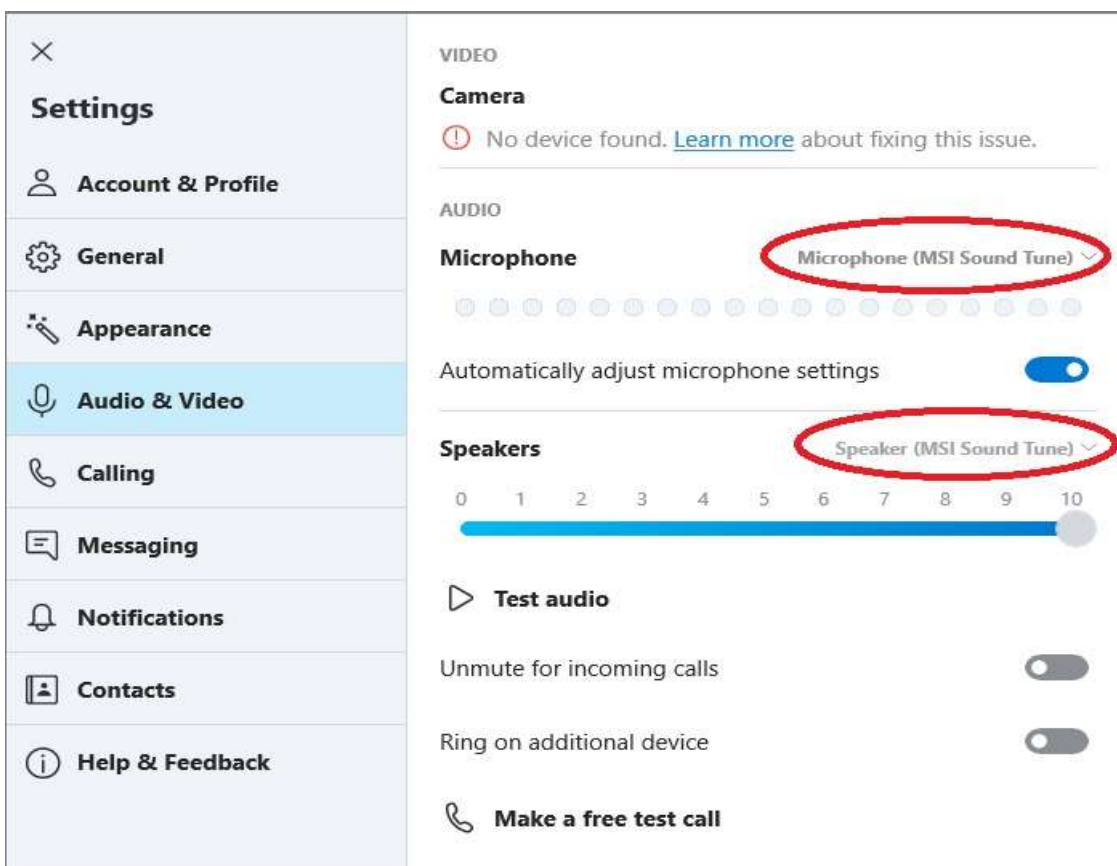 Settings
Account & Profile
General
Appearance
Audio & Video
Calling
Messaging
Notifications
Contacts
Help & Feedback
VIDEO
Camera
No device found. Learn more about fixing this issue.
AUDIO
Microphone Microphone (MSI Sound Tune)
Automatically adjust microphone settings
Speakers Speaker (MSI Sound Tune)
0 1 2 3 4 5 6 7 8 9 10
Test audio
Unmute for incoming calls
Ring on additional device
Make a free test call